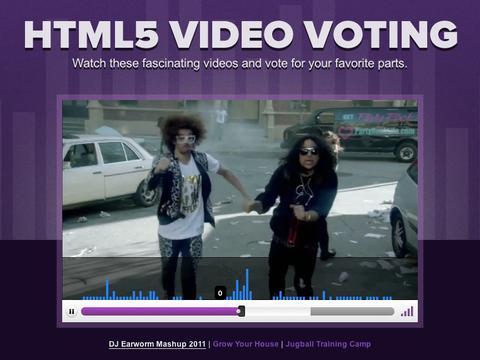 HTML5 VIDEO VOTING
Watch these fascinating videos and vote for your favorite parts.
0
DJ Earworm Mashup 2011 | Grow Your House | Jugball Training Camp